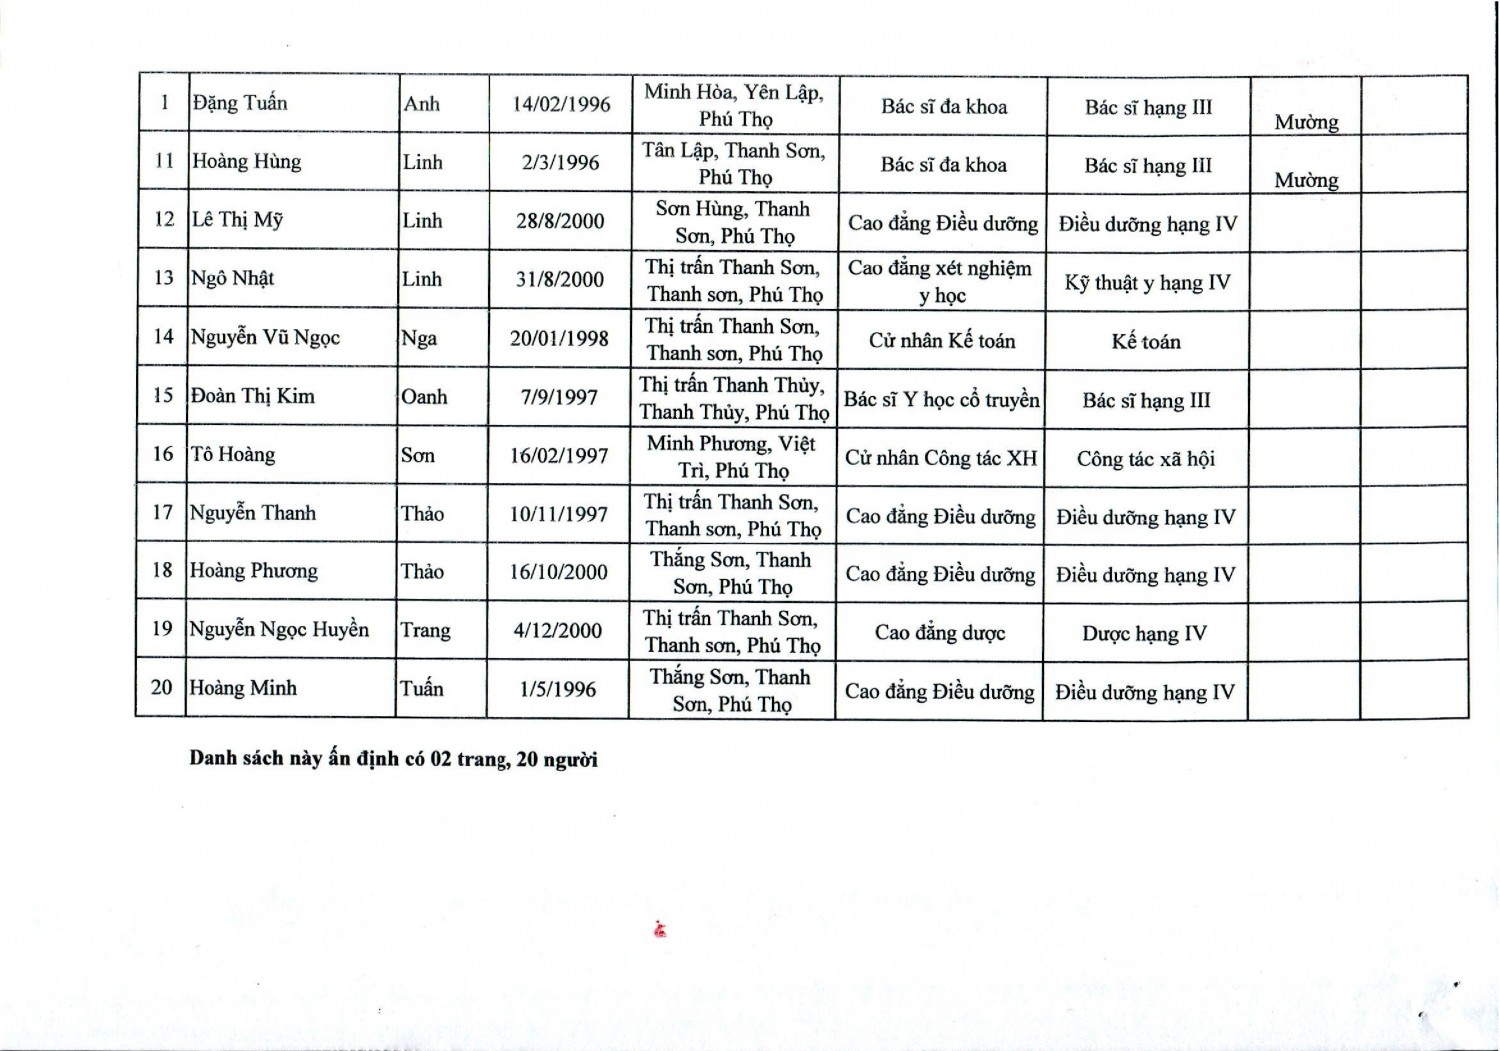 1 Đặng Tuấn Anh 14/02/1996 Minh Hòa, Yên Lập, Phú Thọ Bác sĩ đa khoa Bác sĩ hạng III Mường
11 Hoàng Hùng Linh 2/3/1996 Tân Lập, Thanh Sơn, Phú Thọ Bác sĩ đa khoa Bác sĩ hạng III Mường
12 Lê Thị Mỹ Linh 28/8/2000 Sơn Hùng, Thanh Sơn, Phú Thọ Cao đẳng Điều dưỡng Điều dưỡng hạng IV
13 Ngô Nhật Linh 31/8/2000 Thị trấn Thanh Sơn, Thanh sơn, Phú Thọ Cao đẳng xét nghiệm y học Kỹ thuật y hạng IV
14 Nguyễn Vũ Ngọc Nga 20/01/1998 Thị trấn Thanh Sơn, Thanh sơn, Phú Thọ Cử nhân Kế toán Kế toán
15 Đoàn Thị Kim Oanh 7/9/1997 Thị trấn Thanh Thủy, Thanh Thủy, Phú Thọ Bác sĩ Y học cổ truyền Bác sĩ hạng III
16 Tô Hoàng Sơn 16/02/1997 Minh Phương, Việt Trì, Phú Thọ Cử nhân Công tác XH Công tác xã hội
17 Nguyễn Thanh Thảo 10/11/1997 Thị trấn Thanh Sơn, Thanh sơn, Phú Thọ Cao đẳng Điều dưỡng Điều dưỡng hạng IV
18 Hoàng Phương Thảo 16/10/2000 Thắng Sơn, Thanh Sơn, Phú Thọ Cao đẳng Điều dưỡng Điều dưỡng hạng IV
19 Nguyễn Ngọc Huyền Trang 4/12/2000 Thị trấn Thanh Sơn, Thanh sơn, Phú Thọ Cao đẳng dược Dược hạng IV
20 Hoàng Minh Tuấn 1/5/1996 Thắng Sơn, Thanh Sơn, Phú Thọ Cao đẳng Điều dưỡng Điều dưỡng hạng IV
Danh sách này ấn định có 02 trang, 20 người